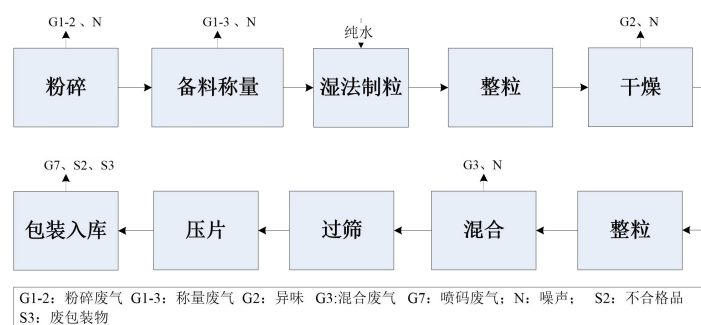 G1-2 、N
G1-3 、N
纯水
G2、N
粉碎
备料称量
湿法制粒
整粒
干燥
G7、S2、S3
G3、N
包装入库
压片
过筛
混合
整粒
G1-2：粉碎废气 G1-3：称量废气 G2：异味 G3:混合废气 G7：喷码废气；N：噪声； S2：不合格品
S3：废包装物